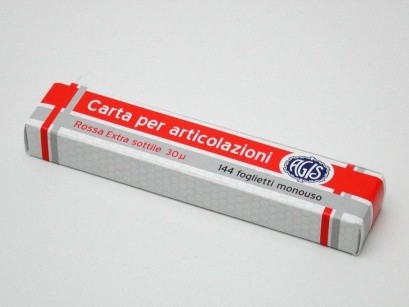 Carta per articolazioni
Rossa Extra sottile 30µ
AGIS
144 foglietti monouso